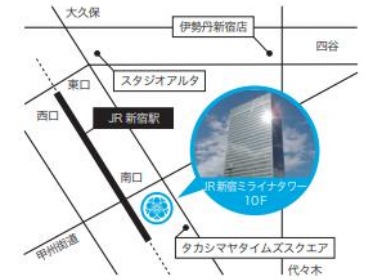 大久保
伊勢丹新宿店
四谷
スタジオアルタ
東口
西口
JR 新宿駅
南口
JR新宿ミライナタワー
10F
甲州街道
タカシマヤタイムズスクエア
代々木